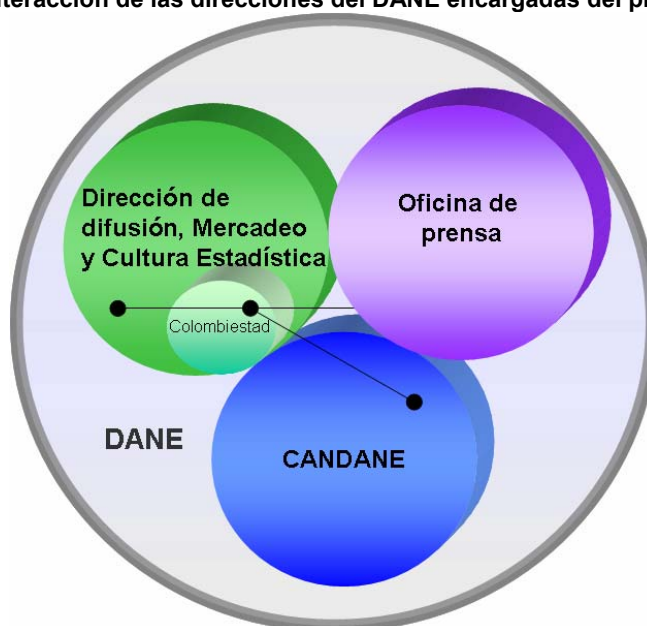 de las direcciones del DANE encargadas del
Dirección de
difusión, Mercadeo
y Cultura Estadística
Oficina de
prensa
Colombiestad
DANE
CANDANE